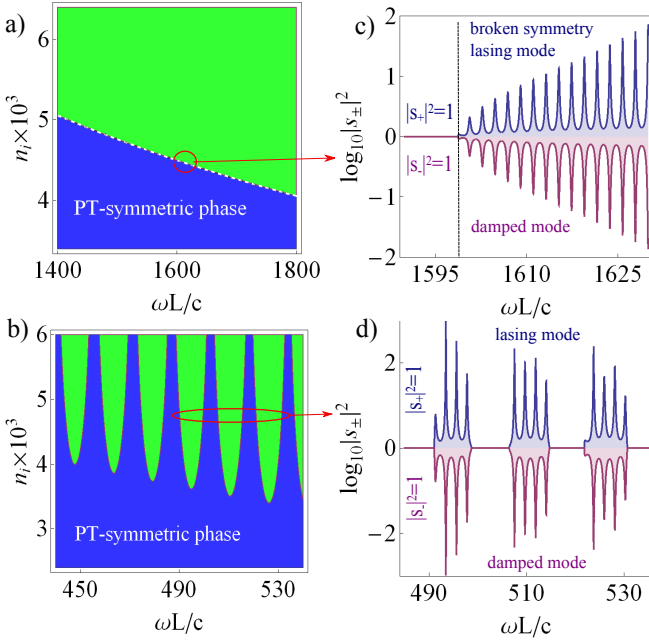 a)
6
5
4
n_i×10^3
PT-symmetric phase
1400
1600
1800
ωL/c
c)
2
1
0
1
−2
log_10|s_±|^2
broken symmetry
lasing mode
|s_+|^2=1
|s_-|^2=1
damped mode
1595
1610
1630
ωL/c
b)
6
5
4
3
n_i×10^3
PT-symmetric phase
450
490
530
ωL/c
d)
2
0
−2
log_10|s_±|^2
lasing mode
|s_+|^2=1
|s_-|^2=1
damped mode
490
510
530
ωL/c